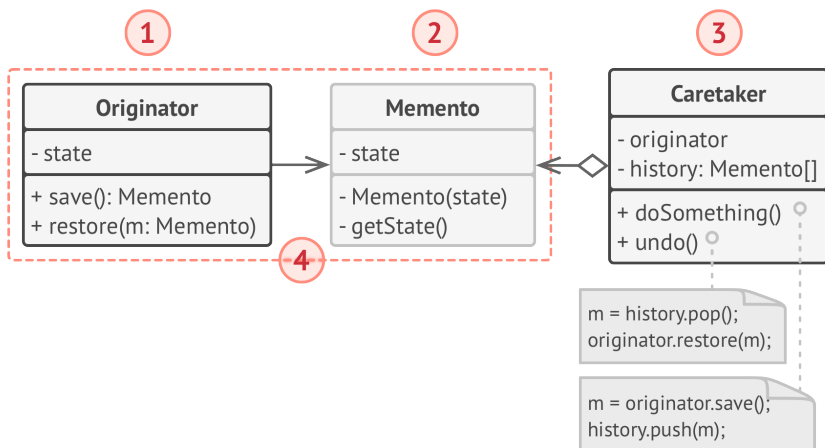 1
2
3
Originator
- state
+ save(): Memento
+ restore(m: Memento)
Memento
- state
- Memento(state)
- getState()
Caretaker
- originator
- history: Memento[]
+ doSomething()
+ undo()
4
m = history.pop();
originator.restore(m);
m = originator.save();
history.push(m);